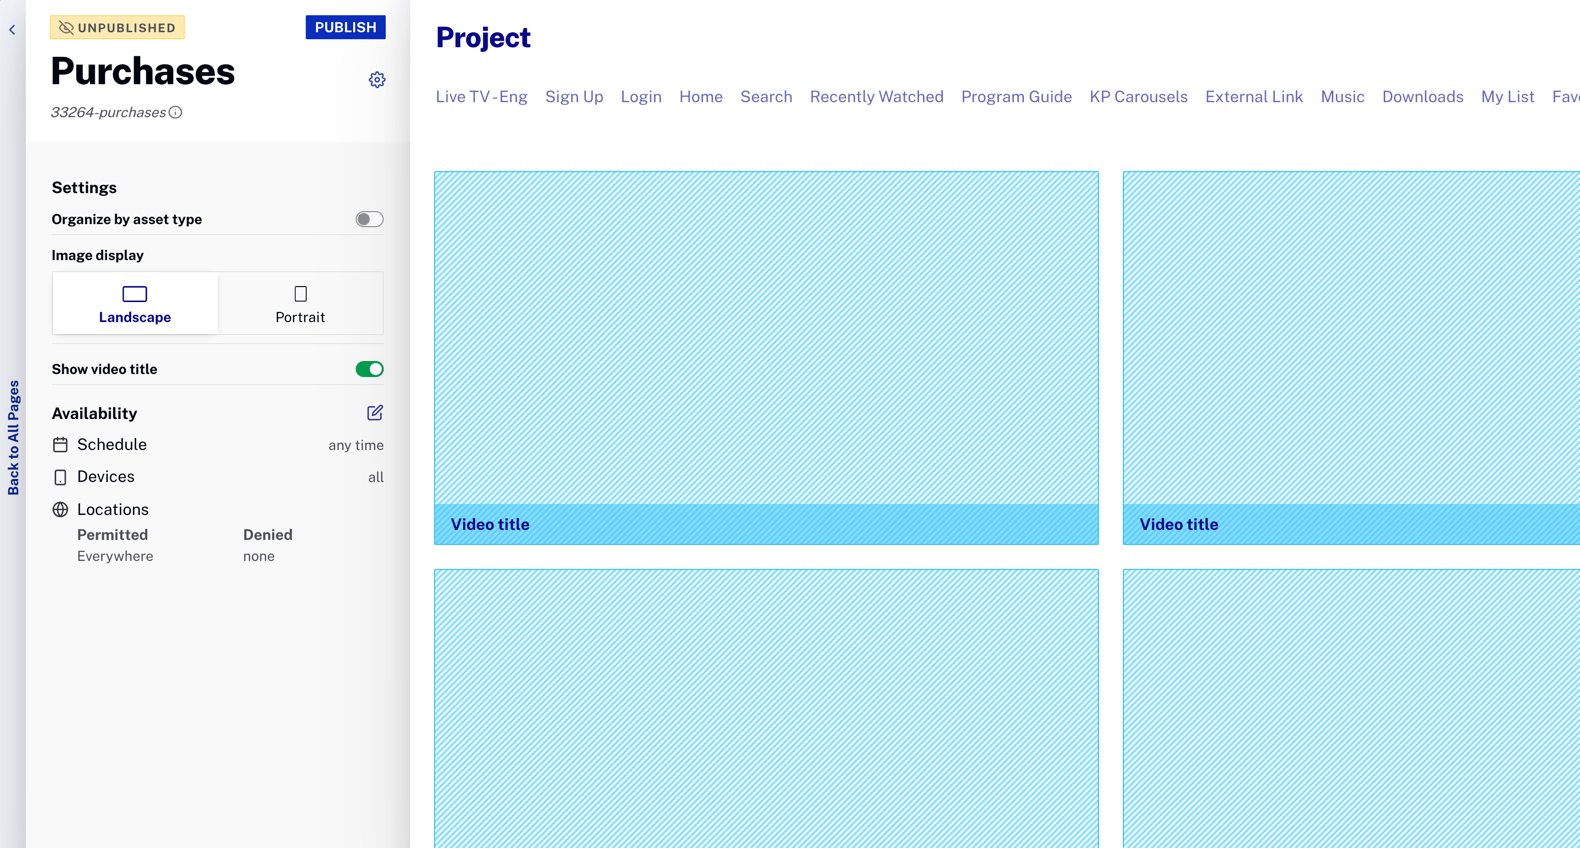 UNPUBLISHED
PUBLISH
Purchases
33264-purchases
Settings
Organize by asset type
Image display
Landscape
Portrait
Show video title
Availability
Schedule
any time
Devices
all
Locations
Permitted
Denied
Everywhere
none
Back to All Pages
Project
Live TV - Eng Sign Up Login Home Search Recently Watched Program Guide KP Carousels External Link Music Downloads My List
Video title
Video title